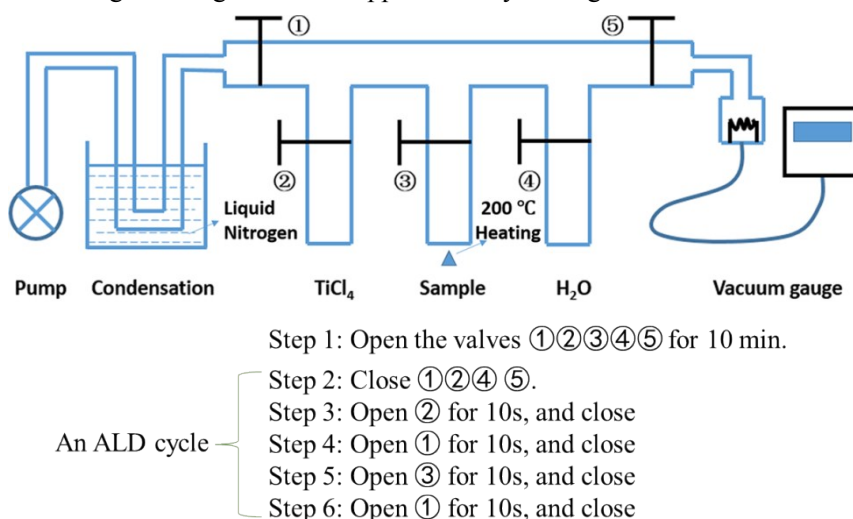 ① ⑤
② ③ ④
Liquid
Nitrogen
200 ℃
Heating
Pump Condensation TiCl₄ Sample H₂O Vacuum gauge
Step 1: Open the valves ①②③④⑤ for 10 min.
Step 2: Close ①②④ ⑤.
Step 3: Open ② for 10s, and close
An ALD cycle
Step 4: Open ① for 10s, and close
Step 5: Open ③ for 10s, and close
Step 6: Open ① for 10s, and close